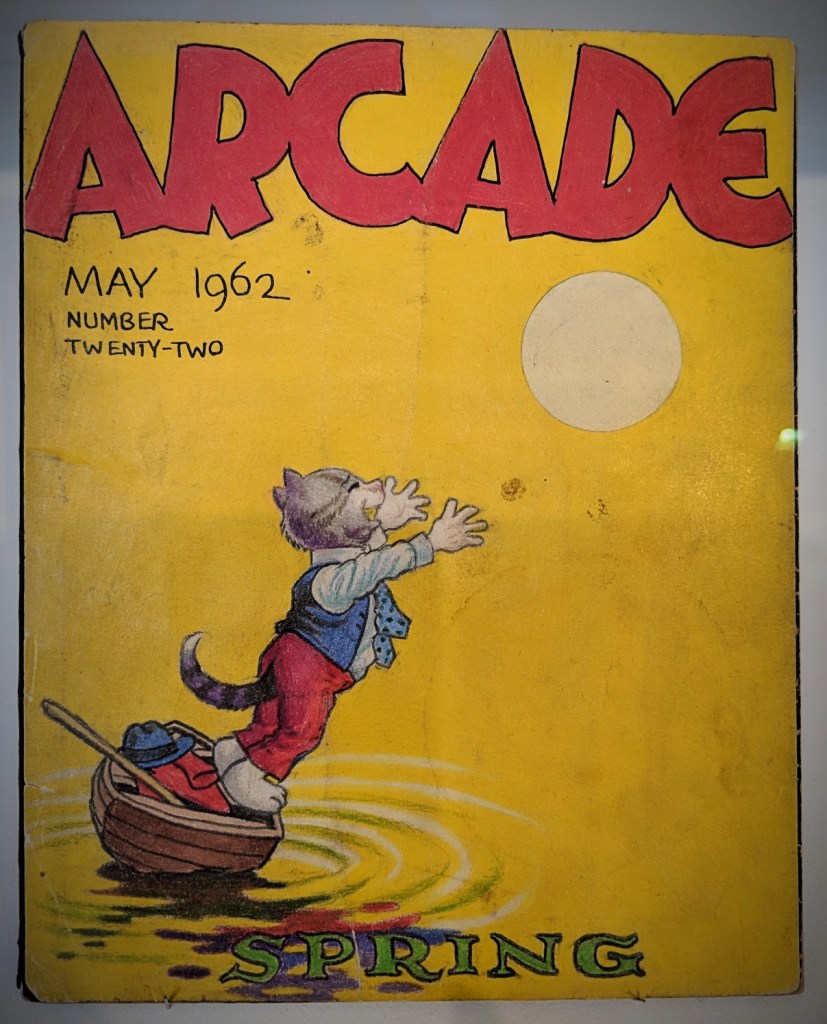 ARCADE
MAY 1962
NUMBER
TWENTY-TWO
SPRING